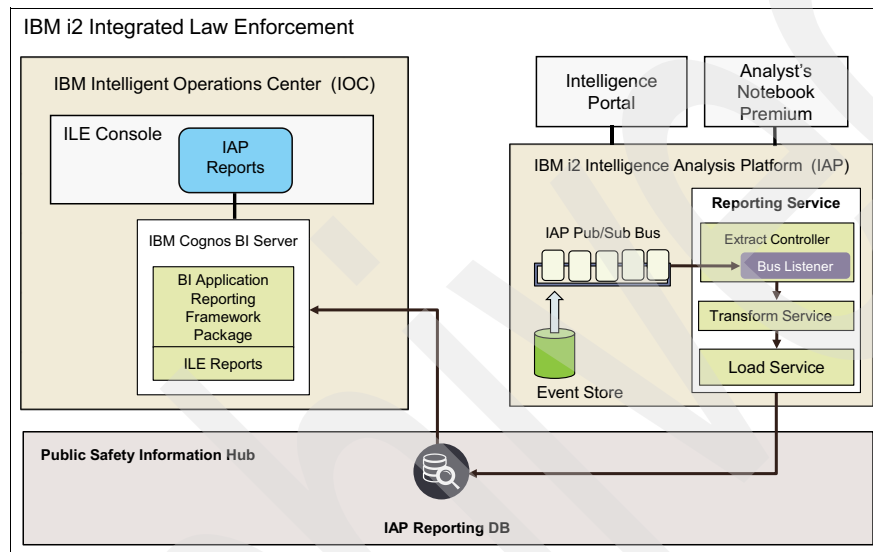 IBM i2 Integrated Law Enforcement
IBM Intelligent Operations Center (IOC)
ILE Console
IAP
Reports
IBM Cognos BI Server
BI Application
Reporting
Framework
Package
ILE Reports
Intelligence
Portal
Analyst's
Notebook
Premium
IBM i2 Intelligence Analysis Platform (IAP)
Reporting Service
IAP Pub/Sub Bus
Extract Controller
Bus Listener
Transform Service
Load Service
Event Store
Public Safety Information Hub
IAP Reporting DB